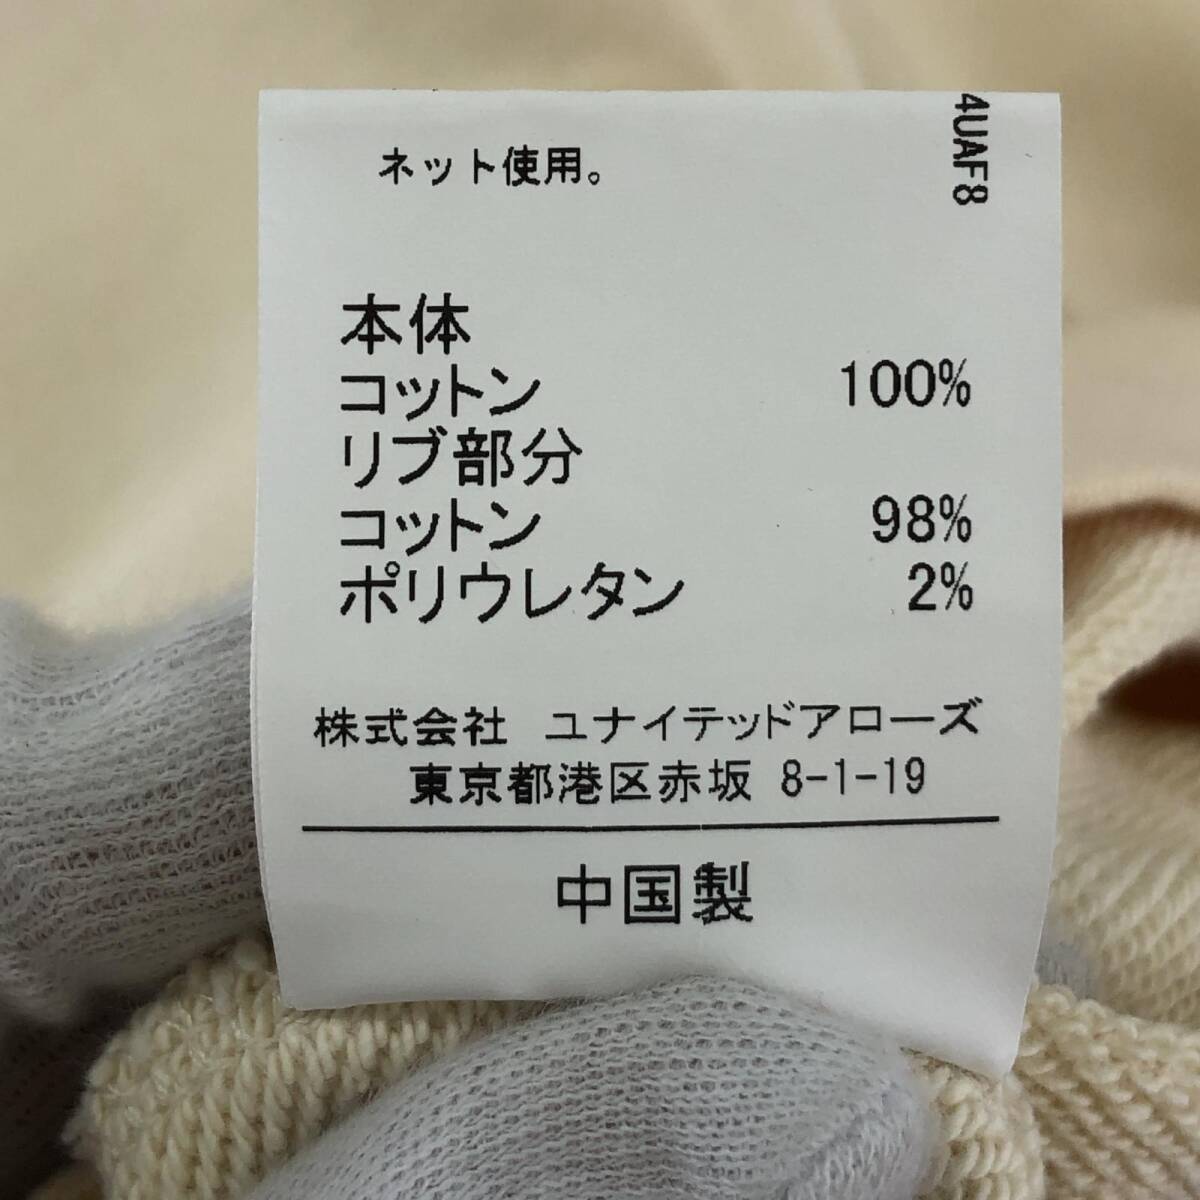 4UAF8
ネット使用。
本体
コットン 100%
リブ部分
コットン 98%
ポリウレタン 2%
株式会社 ユナイテッドアローズ
東京都港区赤坂 8-1-19
中国製